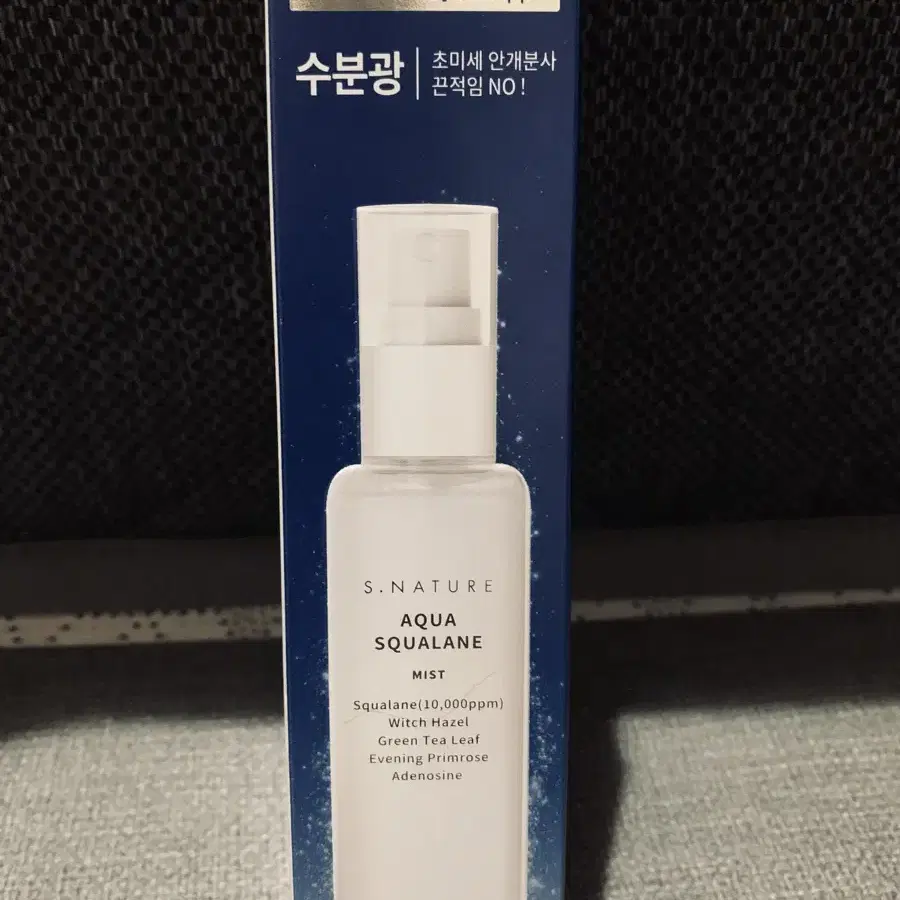 수분광
초미세 안개분사
끈적임 NO !
S.NATURE
AQUA
SQUALANE
MIST
Squalane(10,000ppm)
Witch Hazel
Green Tea Leaf
Evening Primrose
Adenosine